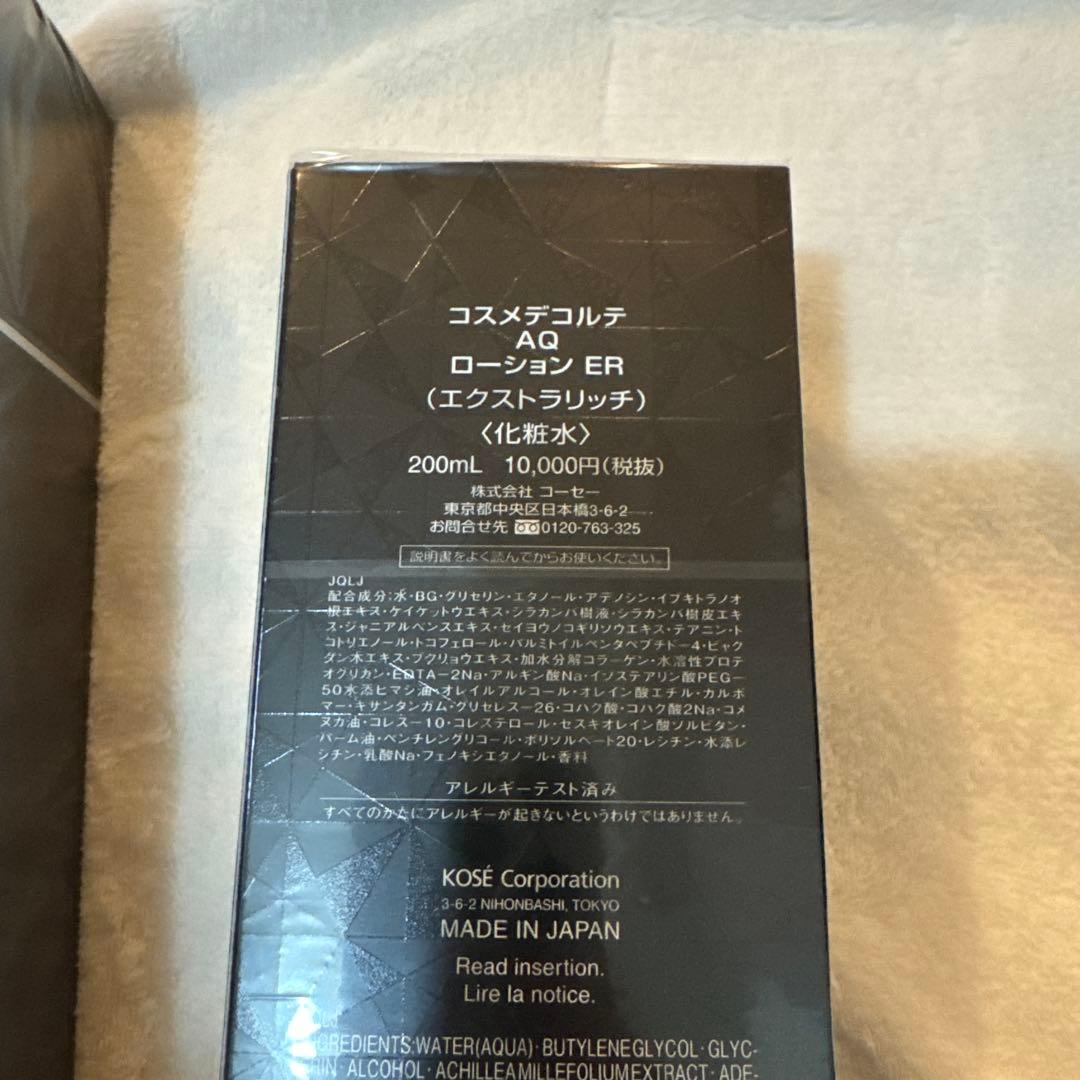 コスメデコルテ
AQ
ローション ER
(エクストラリッチ)
〈化粧水〉
200mL 10,000円(税抜)
株式会社 コーセー
東京都中央区日本橋3-6-2
お問合せ先 0120-763-325
説明書をよく読んでからお使いください。
JQLJ
配合成分:水・BG・グリセリン・エタノール・アデノシン・イブキトラノオ
根エキス・ケイケットウエキス・シラカンバ樹液・シラカンバ樹皮エキ
ス・ジャニアルベンスエキス・セイヨウノコギリソウエキス・テアニン・ト
コトリエノール・トコフェロール・パルミトイルペンタペプチド-4・ビャク
ダン木エキス・ブクリョウエキス・加水分解コラーゲン・水溶性プロテ
オグリカン・EDTA-2Na・アルギン酸Na・イソステアリン酸PEG-
50水添ヒマシ油・オレイルアルコール・オレイン酸エチル・カルボ
マー・キサンタンガム・グリセレス-26・コハク酸・コハク酸2Na・コメ
ヌカ油・コレス-10・コレステロール・セスキオレイン酸ソルビタン・
パーム油・ペンチレングリコール・ポリソルベート20・レシチン・水添レ
シチン・乳酸Na・フェノキシエタノール・香料
アレルギーテスト済み
すべてのかたにアレルギーが起きないというわけではありません。
KOSÉ Corporation
3-6-2 NIHONBASHI, TOKYO
MADE IN JAPAN
Read insertion.
Lire la notice.
INGREDIENTS:WATER(AQUA)・BUTYLENE GLYCOL・GLYC-
ERIN・ALCOHOL・ACHILLEA MILLEFOLIUM EXTRACT・ADE-